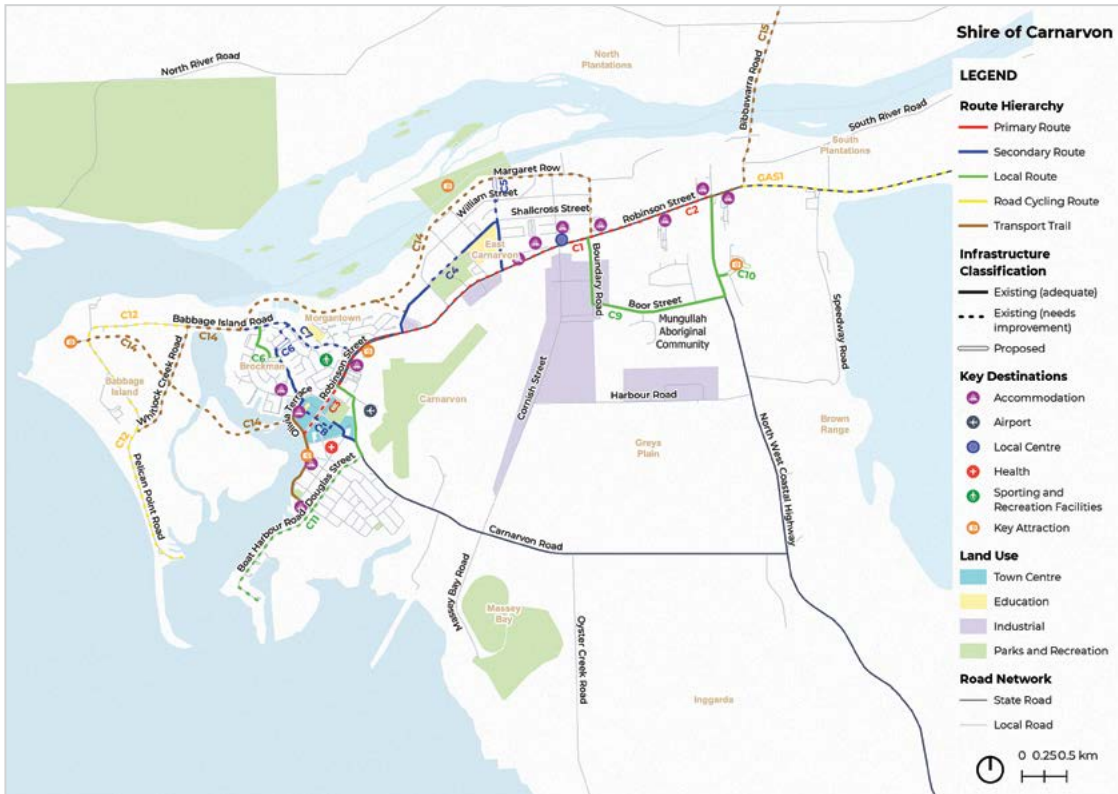 Shire of Carnarvon
LEGEND
Route Hierarchy
Primary Route
Secondary Route
Local Route
Road Cycling Route
Transport Trail
Infrastructure
Classification
Existing (adequate)
Existing (needs
improvement)
Proposed
Key Destinations
Accommodation
Airport
Local Centre
Health
Sporting and
Recreation Facilities
Key Attraction
Land Use
Town Centre
Education
Industrial
Parks and Recreation
Road Network
State Road
Local Road
0 0.25 0.5 km
North River Road
North
Plantations
C15
Bibbawarra Road
South River Road
South
Plantations
GAS1
Margaret Row
C5
William Street
Shallcross Street
Robinson Street
C2
C1
C14
East
Carnarvon
C4
Boundary Road
C10
Boor Street
C9
Mungullah
Aboriginal
Community
Speedway Road
C12
Babbage Island Road
Morgantown
C7
C14
C14
C6
C6
Brockman
Robinson Street
Babbage
Island
Whitlock Creek Road
Olivia Terrace
C3
C8
C14
Carnarvon
Cornish Street
Harbour Road
Greys
Plain
Brown
Range
North West Coastal Highway
C12
Pelican Point Road
Douglas Street
Boat Harbour Road
C11
Carnarvon Road
Massey Bay Road
Massey
Bay
Oyster Creek Road
Inggarda